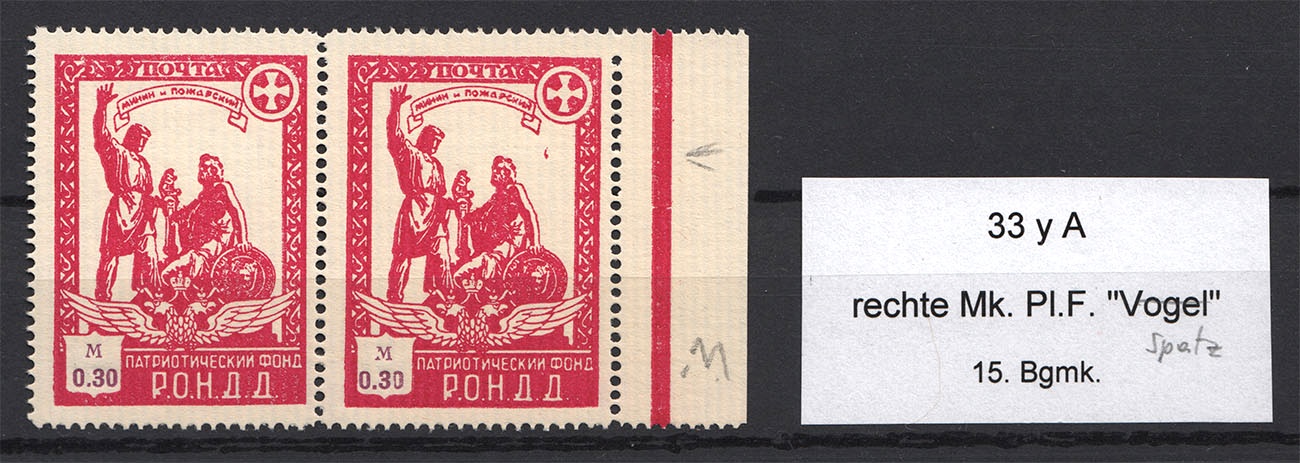 ПОЧТА
МИНИН и ПОЖАРСКИЙ
М
0.30
ПАТРИОТИЧЕСКИЙ ФОНД
Р.О.Н.Д.Д.
ПОЧТА
МИНИН и ПОЖАРСКИЙ
М
0.30
ПАТРИОТИЧЕСКИЙ ФОНД
Р.О.Н.Д.Д.
33 y A
rechte Mk. Pl.F. "Vogel"
Spatz
15. Bgmk.